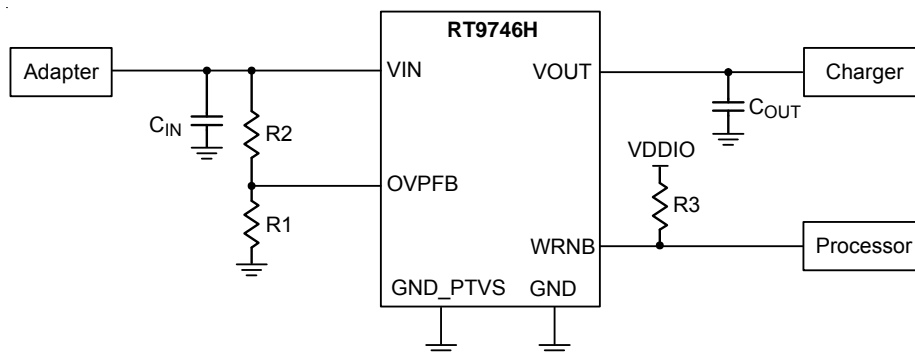 RT9746H
Adapter
VIN
VOUT
Charger
CIN
R2
COUT
VDDIO
OVPFB
R3
R1
WRNB
Processor
GND_PTVS
GND